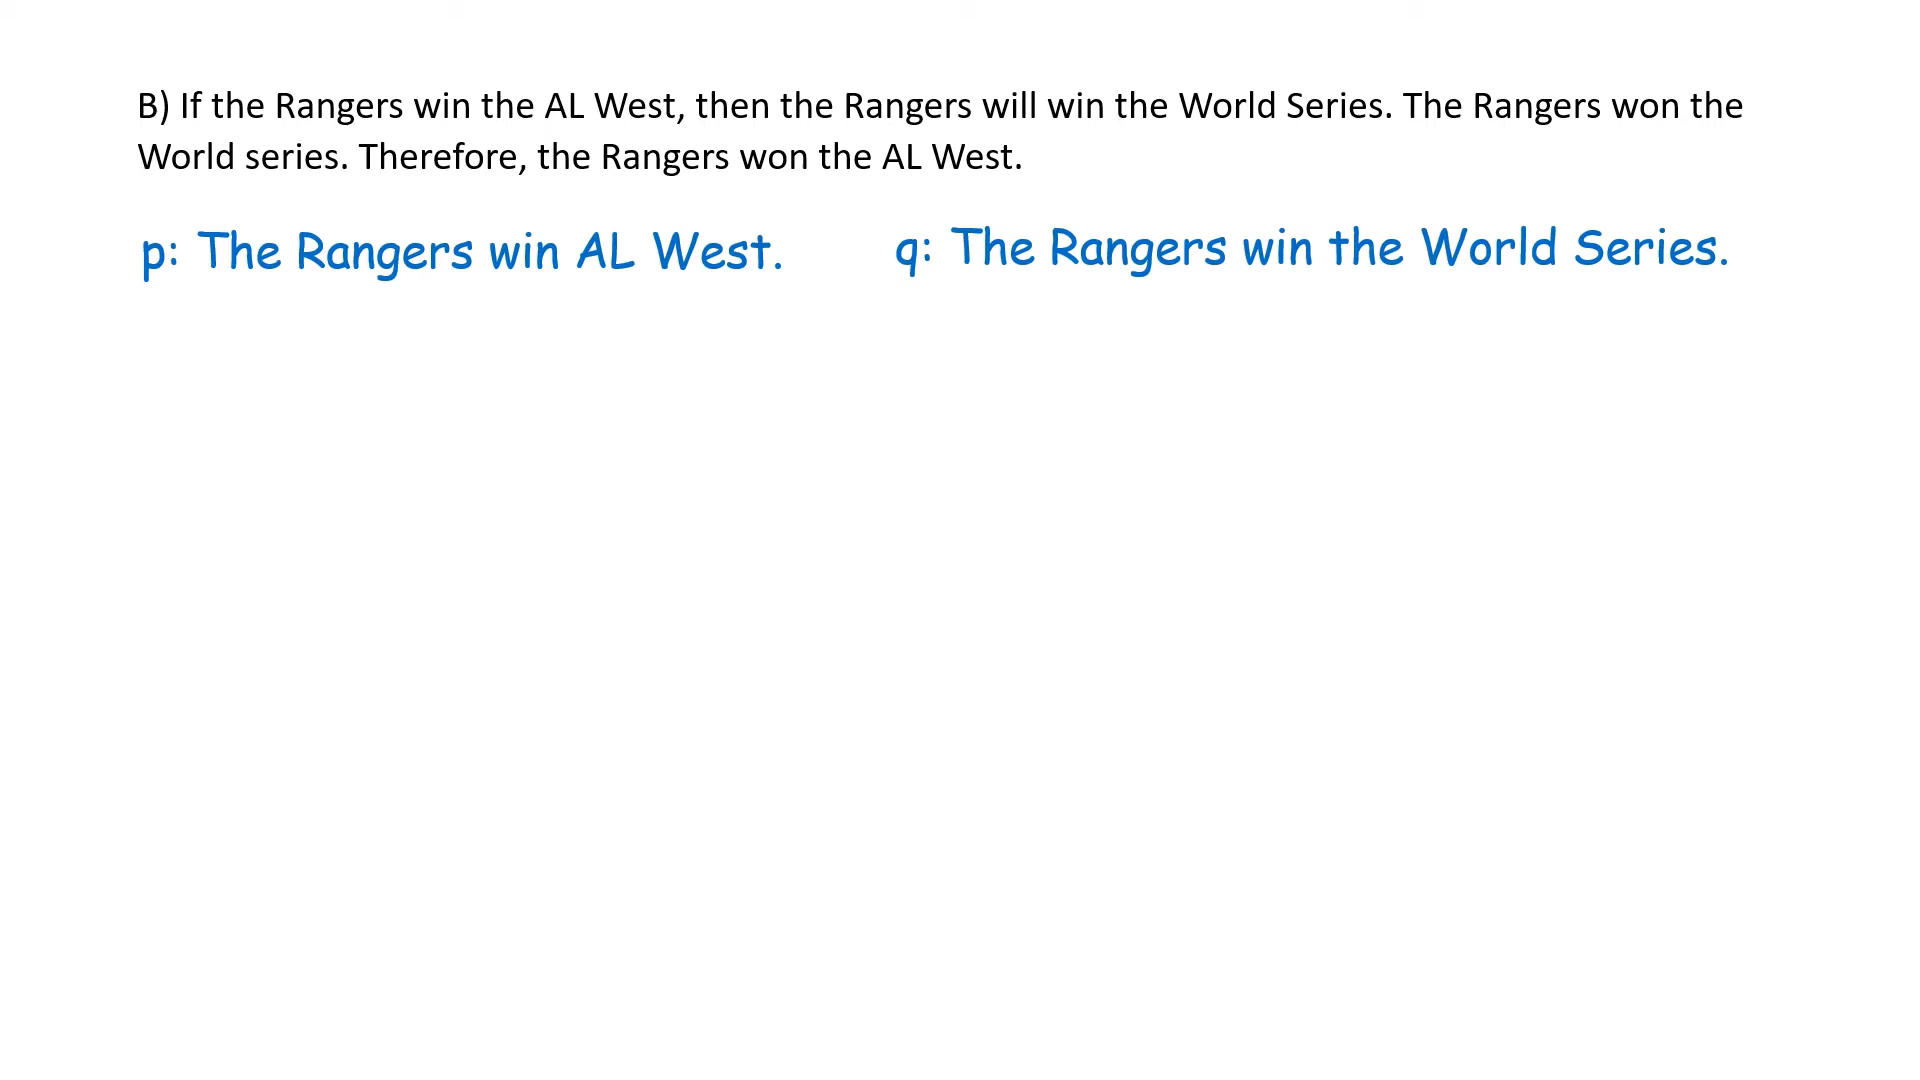 B) If the Rangers win the AL West, then the Rangers will win the World Series. The Rangers won the
World series. Therefore, the Rangers won the AL West.
p: The Rangers win AL West. q: The Rangers win the World Series.